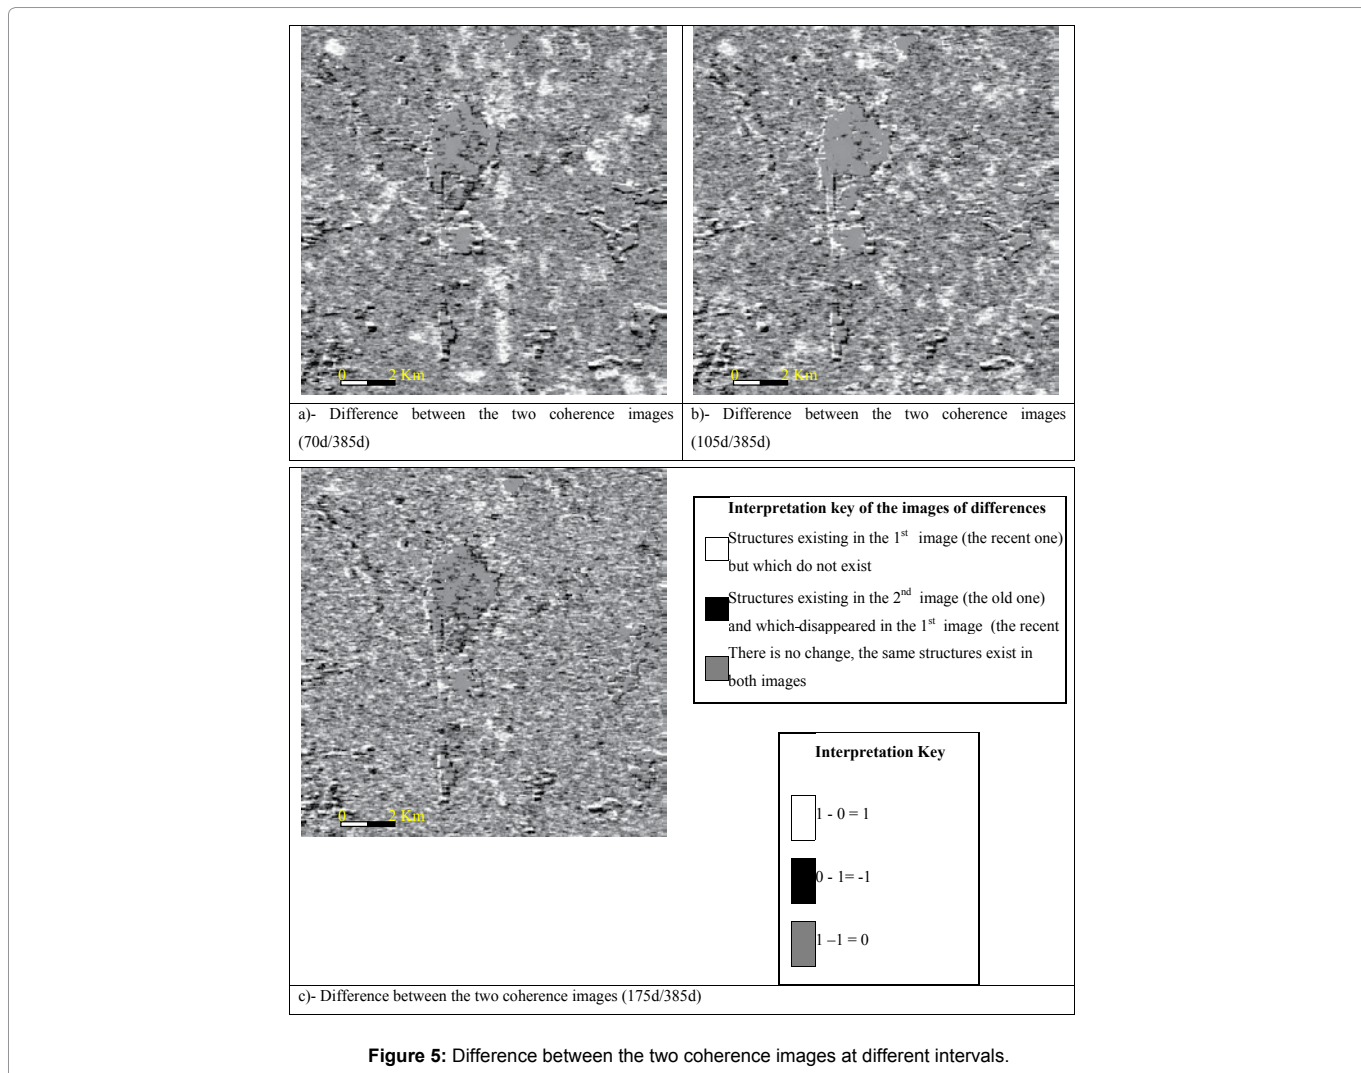 0 2 Km
0 2 Km
a)- Difference between the two coherence images
(70d/385d)
b)- Difference between the two coherence images
(105d/385d)
0 2 Km
Interpretation key of the images of differences
Structures existing in the 1st image (the recent one)
but which do not exist
Structures existing in the 2nd image (the old one)
and which-disappeared in the 1st image (the recent
There is no change, the same structures exist in
both images
Interpretation Key
1 - 0 = 1
0 - 1= -1
1 –1 = 0
c)- Difference between the two coherence images (175d/385d)
Figure 5: Difference between the two coherence images at different intervals.